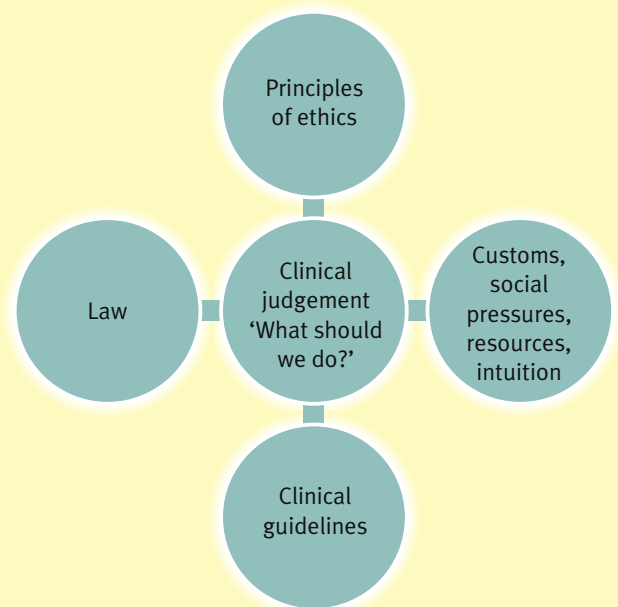 Principles
of ethics
Law
Clinical
judgement
‘What should
we do?’
Customs,
social
pressures,
resources,
intuition
Clinical
guidelines